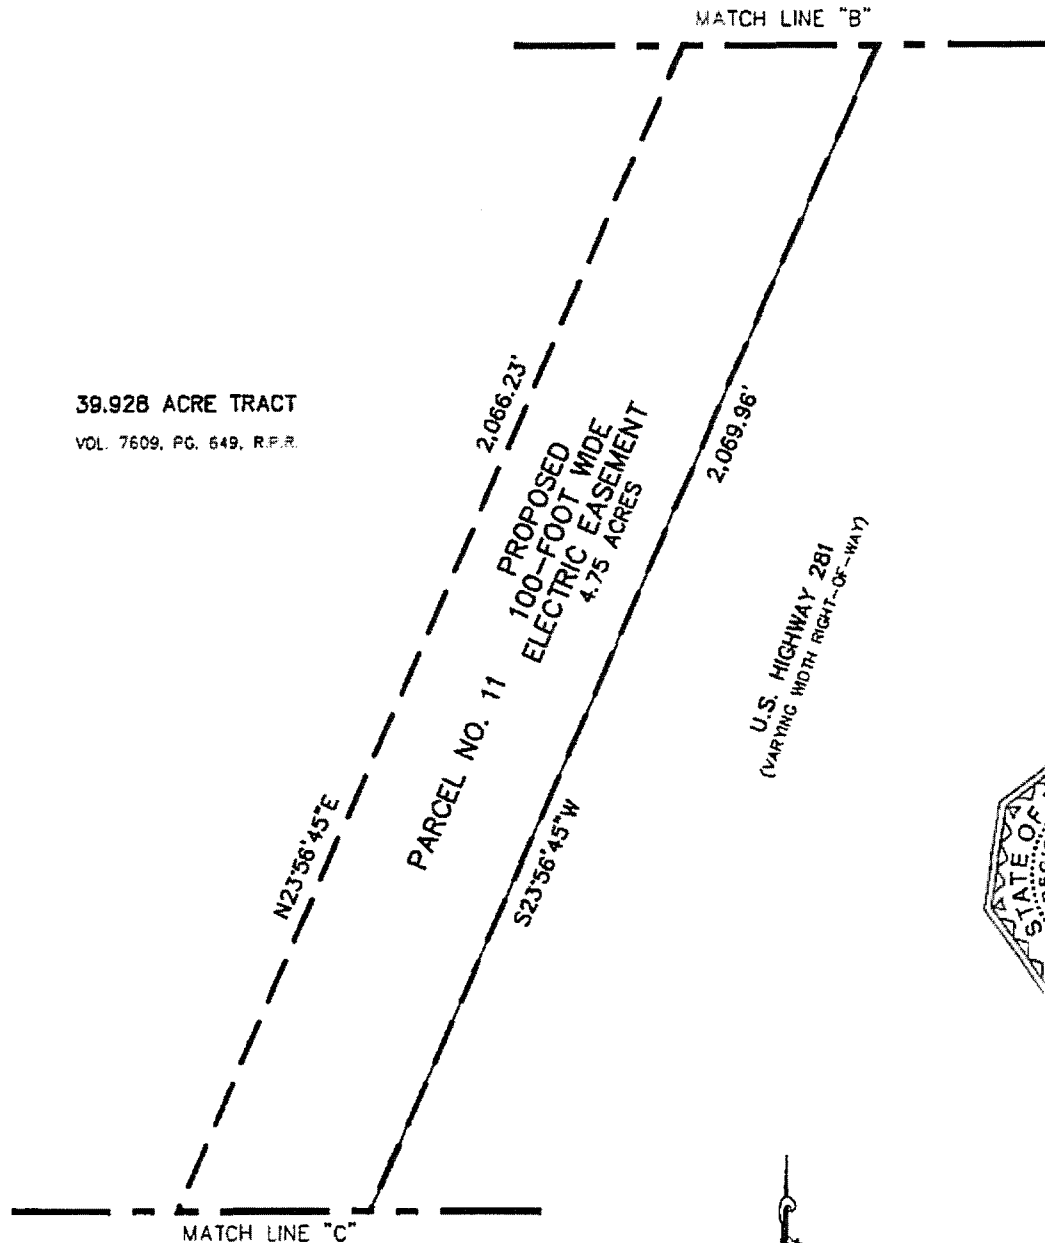 MATCH LINE "B"
39.928 ACRE TRACT
VOL. 7609, PG. 649, R.P.R.
2,066.23'
PROPOSED
100-FOOT WIDE
ELECTRIC EASEMENT
4.75 ACRES
2,069.96'
U.S. HIGHWAY 281
(VARYING WIDTH RIGHT-OF-WAY)
PARCEL NO. 11
N23°56'45"E
S23°56'45"W
STATE OF
MATCH LINE "C"